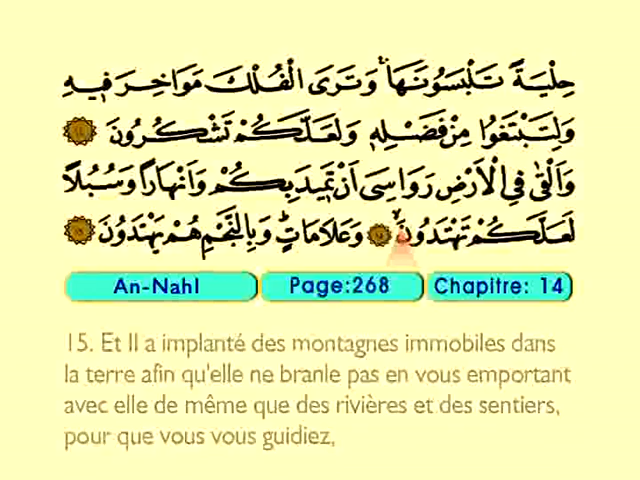 حِلْيَةً تَلْبَسُونَهَا وَتَرَى الْفُلْكَ مَوَاخِرَ فِيهِ
وَلِتَبْتَغُوا مِنْ فَضْلِهِ وَلَعَلَّكُمْ تَشْكُرُونَ
وَأَلْقَىٰ فِي الْأَرْضِ رَوَاسِيَ أَنْ تَمِيدَ بِكُمْ وَأَنْهَارًا وَسُبُلًا
لَعَلَّكُمْ تَهْتَدُونَ ۙ ١٥ وَعَلَامَاتٍ ۚ وَبِالنَّجْمِ هُمْ يَهْتَدُونَ
An-Nahl Page:268 Chapitre: 14
15. Et Il a implanté des montagnes immobiles dans
la terre afin qu'elle ne branle pas en vous emportant
avec elle de même que des rivières et des sentiers,
pour que vous vous guidiez,